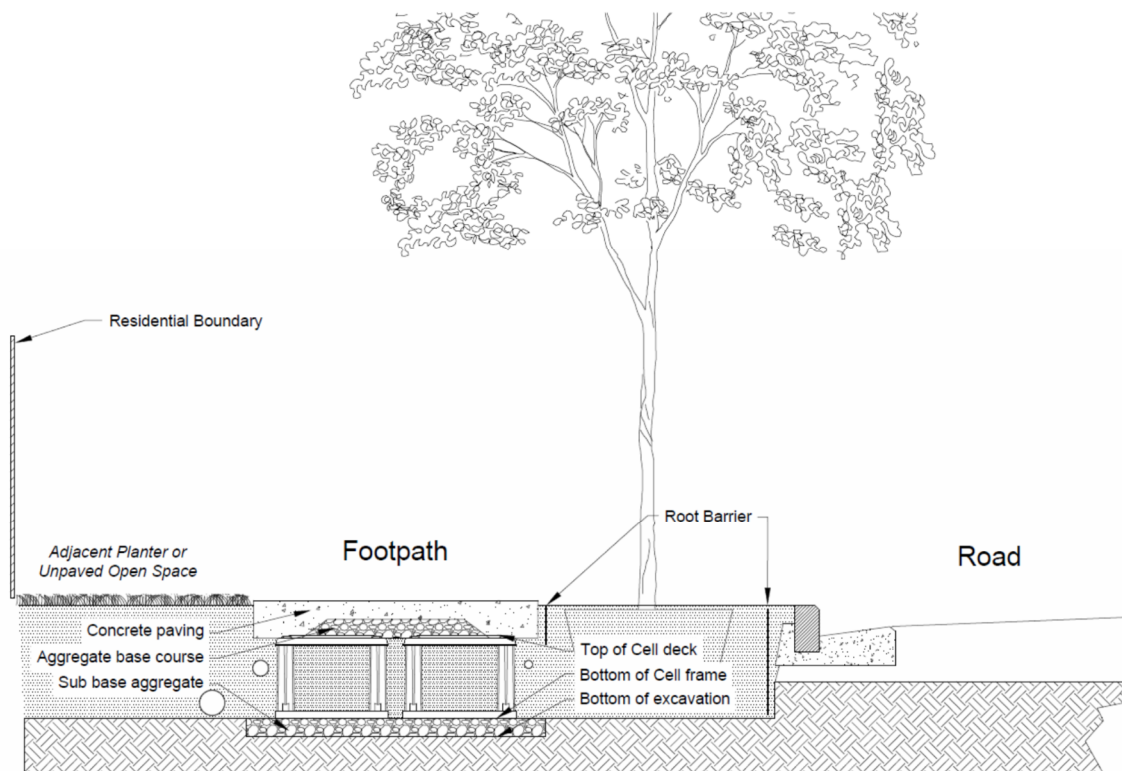 Residential Boundary
Root Barrier
Adjacent Planter or
Unpaved Open Space
Footpath
Road
Concrete paving
Aggregate base course
Sub base aggregate
Top of Cell deck
Bottom of Cell frame
Bottom of excavation